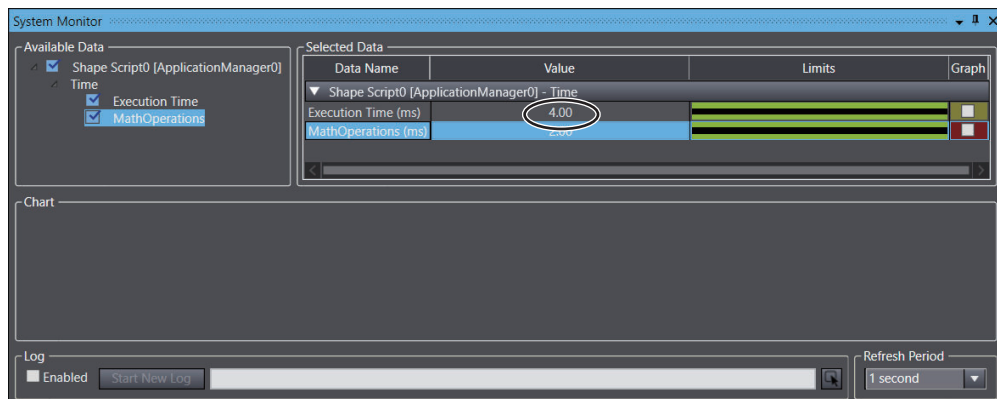 System Monitor
Available Data
Shape Script0 [ApplicationManager0]
Time
Execution Time
MathOperations
Selected Data
Data Name Value Limits Graph
Shape Script0 [ApplicationManager0] - Time
Execution Time (ms) 4.00
MathOperations (ms) 2.00
Chart
Log
Enabled Start New Log
Refresh Period
1 second